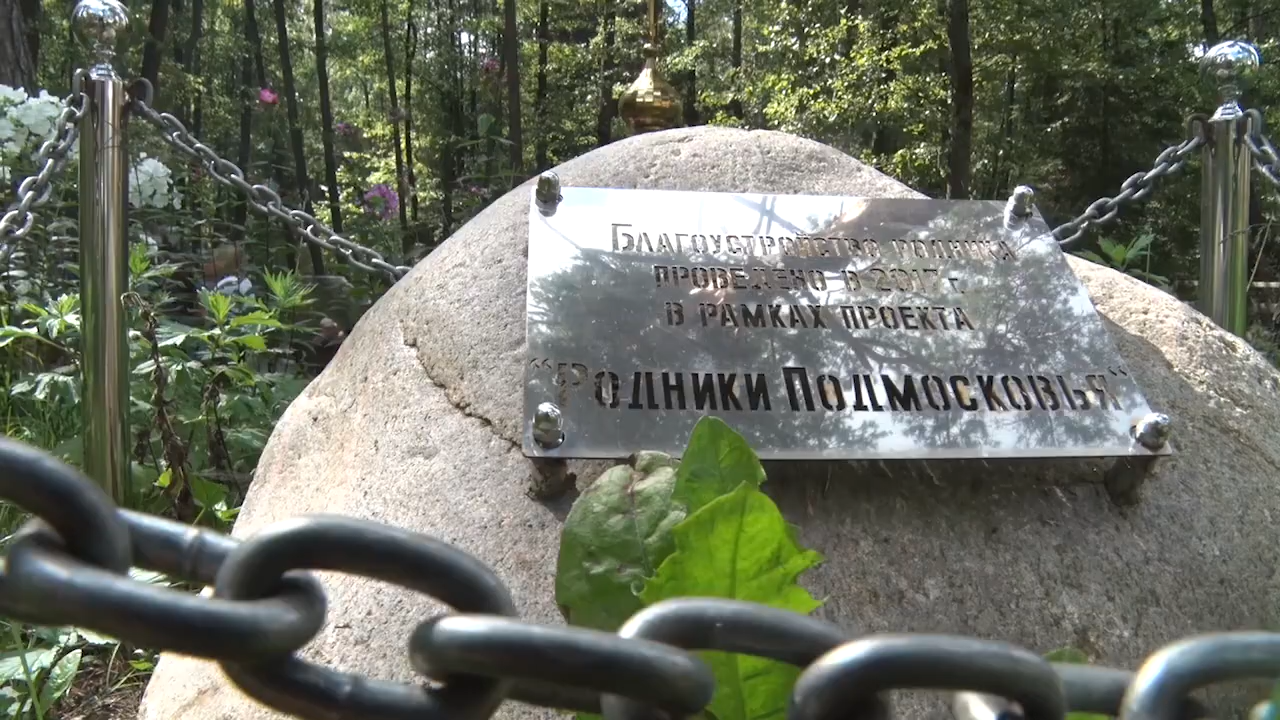 Благоустройство родника
проведено в 2017 г.
в рамках проекта
“Родники Подмосковья“